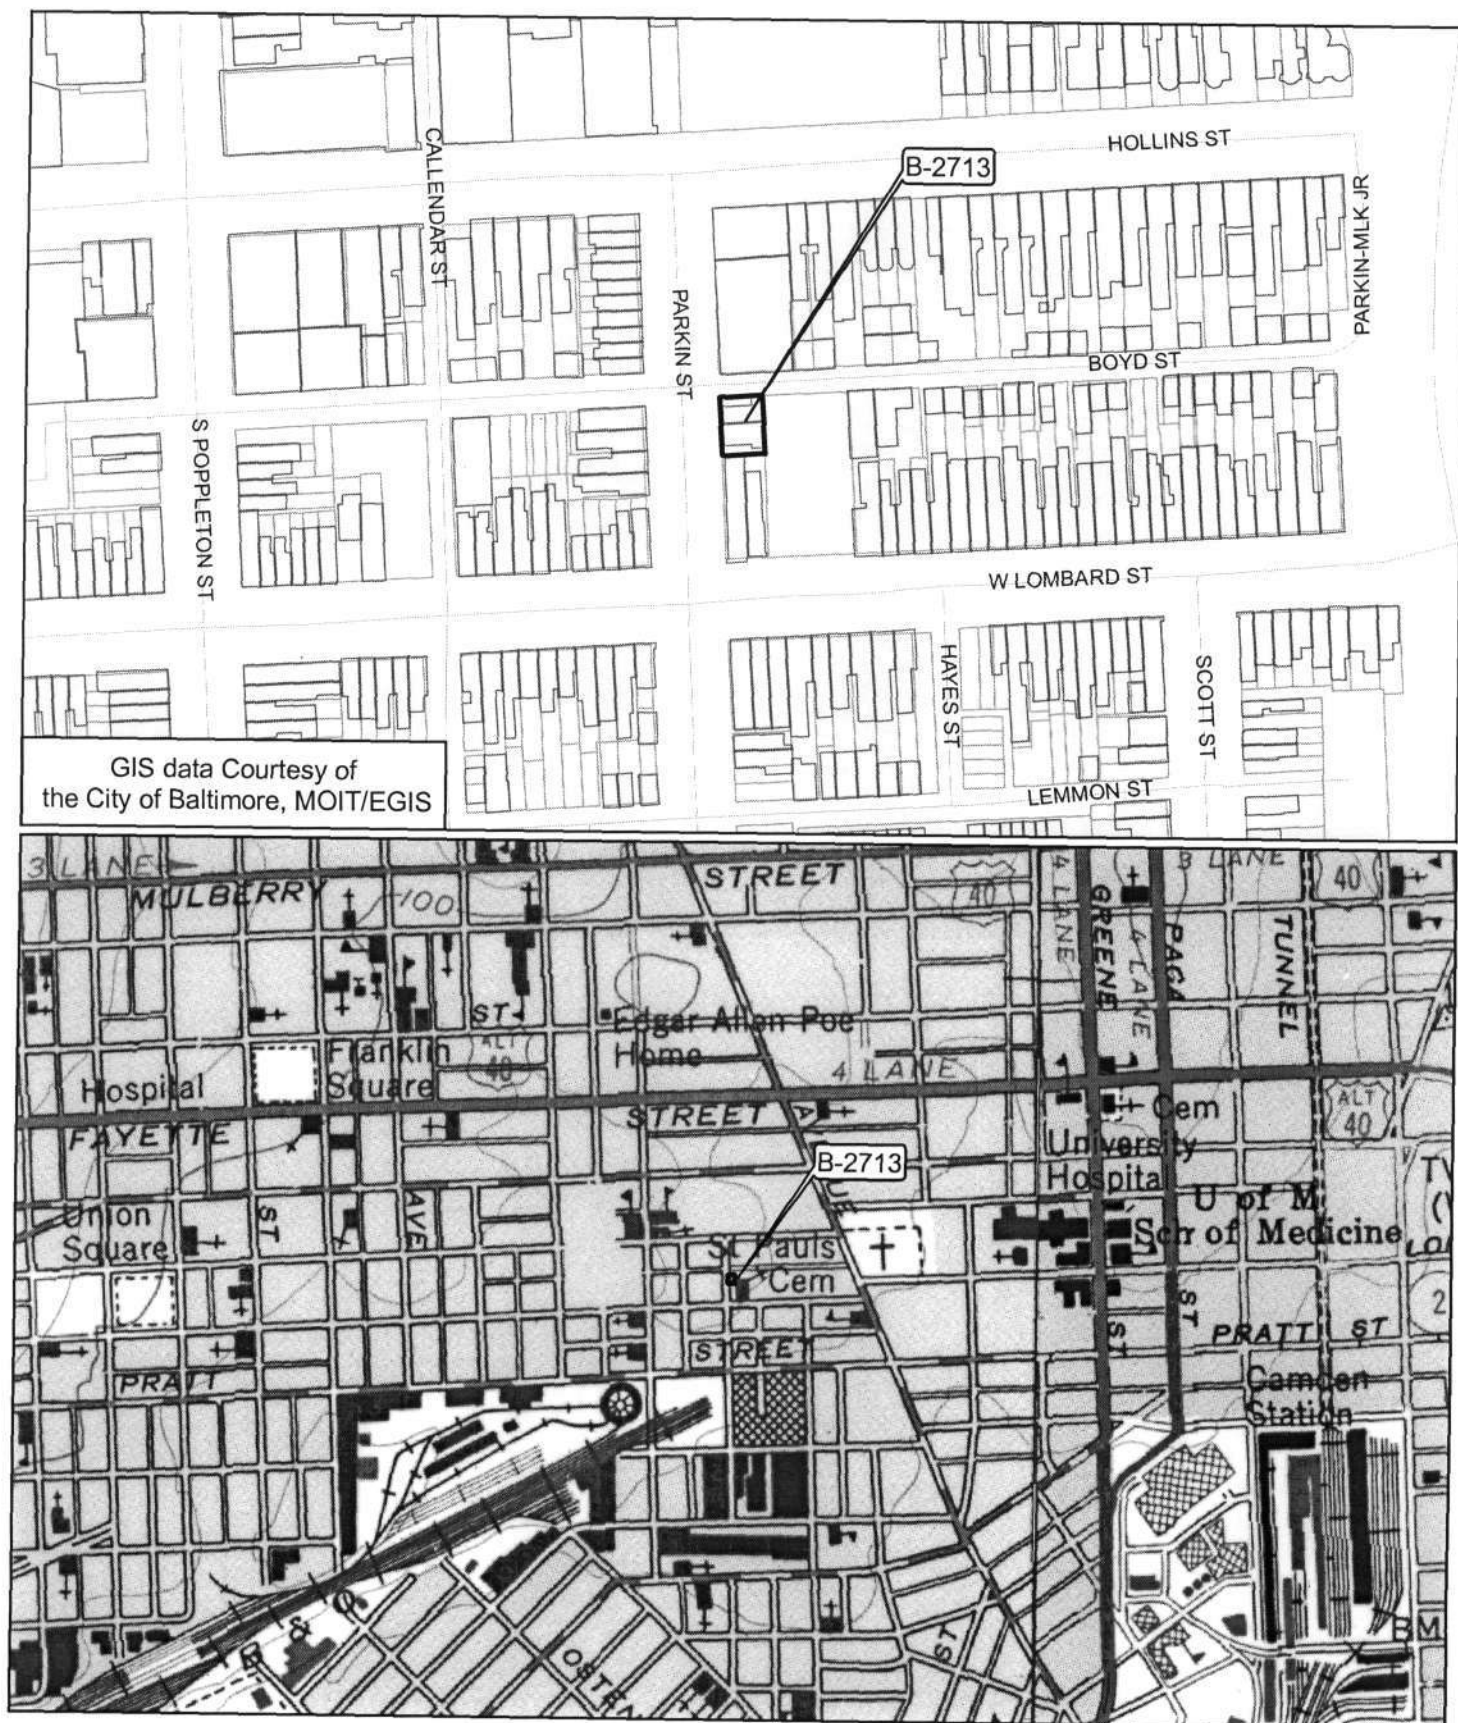 HOLLINS ST
B-2713
CALLENDAR ST
PARKIN-MLK JR
PARKIN ST
BOYD ST
S POPPLETON ST
W LOMBARD ST
HAYES ST
SCOTT ST
LEMMON ST
GIS data Courtesy of
the City of Baltimore, MOIT/EGIS
3 LANE
MULBERRY
100
STREET
40
4 LANE
GREENE
4 LANE
PACA
3 LANE
TUNNEL
40
ST
ALT
40
Edgar Allen Poe
Home
Franklin
Square
Hospital
4 LANE
FAYETTE
STREET
Cem
ALT
40
University
Hospital
B-2713
Union
Square
ST
AVE
U of M
Sch of Medicine
St Pauls
Cem
2
ST
ST
PRATT ST
STREET
PRATT
Camden
Station
B & O
OSTEN
ST
B
M